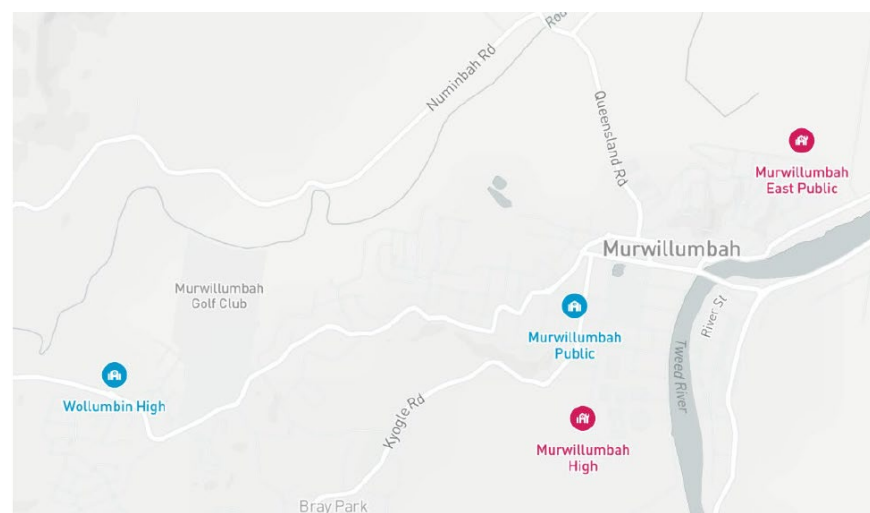 Rou
Numinbah Rd
Queensland Rd
Murwillumbah
East Public
Murwillumbah
Murwillumbah
Golf Club
River St
Murwillumbah
Public
Tweed River
Wollumbin High
Kyogle Rd
Murwillumbah
High
Bray Park